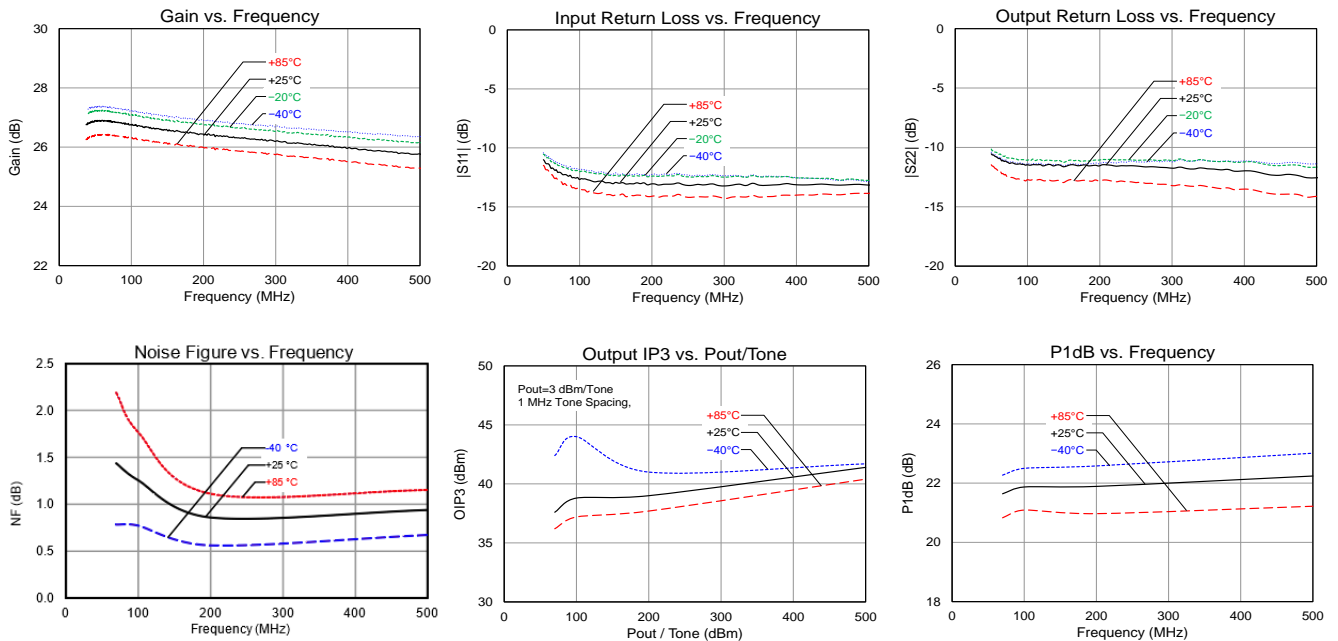 Gain vs. Frequency
30
28
26
24
22
Gain (dB)
+85°C
+25°C
−20°C
−40°C
0
100
200
300
400
500
Frequency (MHz)
Input Return Loss vs. Frequency
0
-5
-10
-15
-20
|S11| (dB)
+85°C
+25°C
−20°C
−40°C
0
100
200
300
400
500
Frequency (MHz)
Output Return Loss vs. Frequency
0
-5
-10
-15
-20
|S22| (dB)
+85°C
+25°C
−20°C
−40°C
0
100
200
300
400
500
Frequency (MHz)
Noise Figure vs. Frequency
2.5
2.0
1.5
1.0
0.5
0.0
NF (dB)
-40 °C
+25 °C
+85 °C
0
100
200
300
400
500
Frequency (MHz)
Output IP3 vs. Pout/Tone
50
45
40
35
30
OIP3 (dBm)
Pout=3 dBm/Tone
1 MHz Tone Spacing,
+85°C
+25°C
−40°C
0
100
200
300
400
500
Pout / Tone (dBm)
P1dB vs. Frequency
26
24
22
20
18
P1dB (dB)
+85°C
+25°C
−40°C
0
100
200
300
400
500
Frequency (MHz)